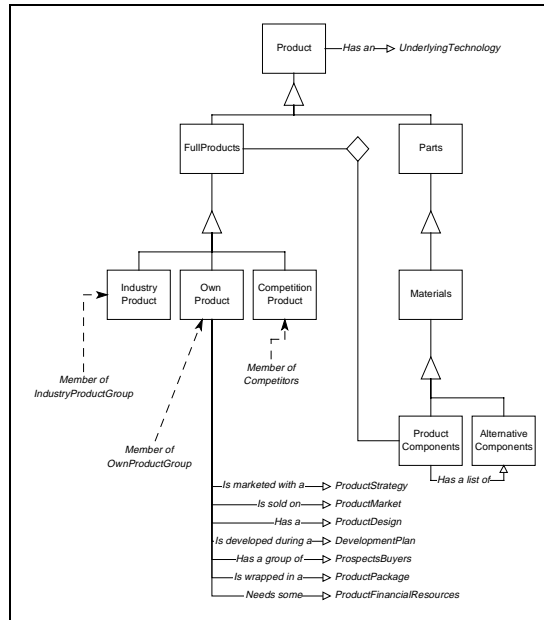 Product
Has an
UnderlyingTechnology
FullProducts
Parts
Industry
Product
Own
Product
Competition
Product
Materials
Member of
IndustryProductGroup
Member of
Competitors
Member of
OwnProductGroup
Product
Components
Alternative
Components
Has a list of
Is marketed with a ProductStrategy
Is sold on ProductMarket
Has a ProductDesign
Is developed during a DevelopmentPlan
Has a group of ProspectsBuyers
Is wrapped in a ProductPackage
Needs some ProductFinancialResources